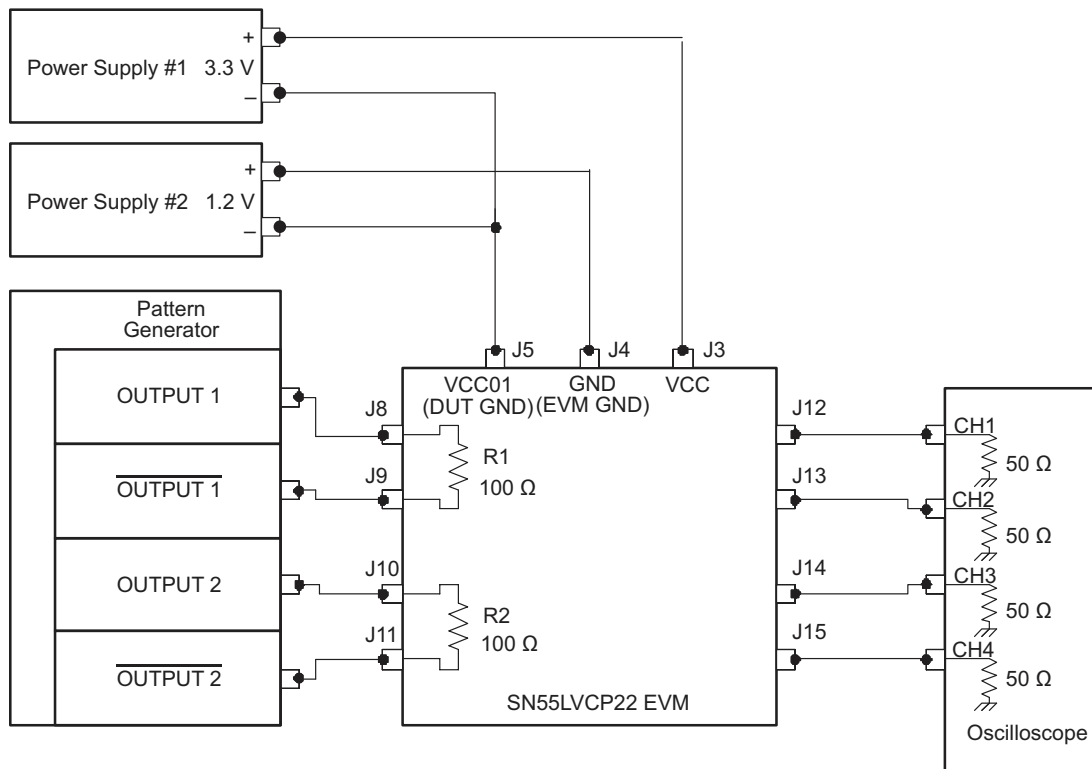 +
Power Supply #1 3.3 V
–
+
Power Supply #2 1.2 V
–
Pattern
Generator
OUTPUT 1
OUTPUT 1
OUTPUT 2
OUTPUT 2
J5
J4
J3
VCC01
(DUT GND)
GND
(EVM GND)
VCC
J8
J9
J10
J11
R1
100 Ω
R2
100 Ω
SN55LVCP22 EVM
J12
J13
J14
J15
CH1
50 Ω
CH2
50 Ω
CH3
50 Ω
CH4
50 Ω
Oscilloscope